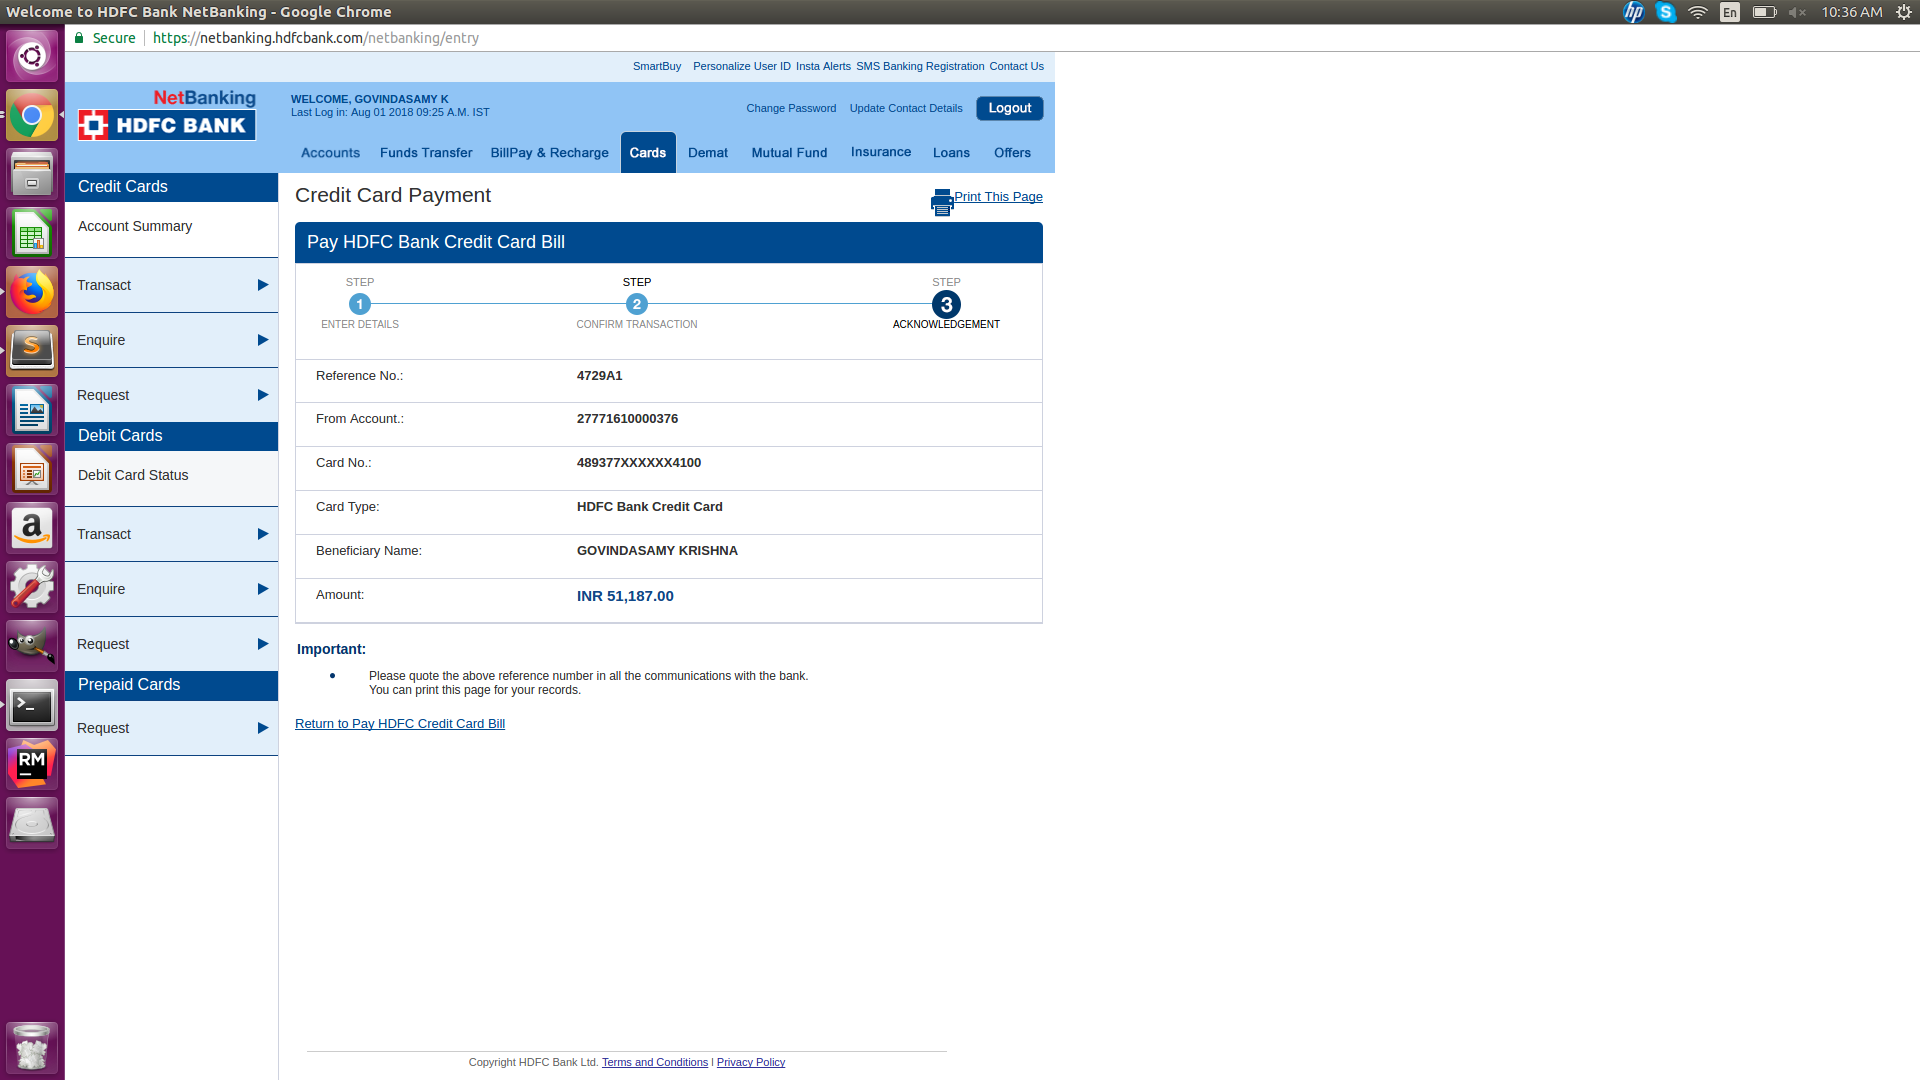 Welcome to HDFC Bank NetBanking - Google Chrome
En
10:36 AM
Secure https://netbanking.hdfcbank.com/netbanking/entry
SmartBuy Personalize User ID Insta Alerts SMS Banking Registration Contact Us
NetBanking
HDFC BANK
WELCOME, GOVINDASAMY K
Last Log in: Aug 01 2018 09:25 A.M. IST
Change Password Update Contact Details Logout
Accounts Funds Transfer BillPay & Recharge Cards Demat Mutual Fund Insurance Loans Offers
Credit Cards
Account Summary
Transact
Enquire
Request
Debit Cards
Debit Card Status
Transact
Enquire
Request
Prepaid Cards
Request
Credit Card Payment
Print This Page
Pay HDFC Bank Credit Card Bill
STEP STEP STEP
1 2 3
ENTER DETAILS CONFIRM TRANSACTION ACKNOWLEDGEMENT
Reference No.: 4729A1
From Account.: 27771610000376
Card No.: 489377XXXXXX4100
Card Type: HDFC Bank Credit Card
Beneficiary Name: GOVINDASAMY KRISHNA
Amount: INR 51,187.00
Important:
Please quote the above reference number in all the communications with the bank.
You can print this page for your records.
Return to Pay HDFC Credit Card Bill
Copyright HDFC Bank Ltd. Terms and Conditions | Privacy Policy
hp
S
S
a
>_
RM